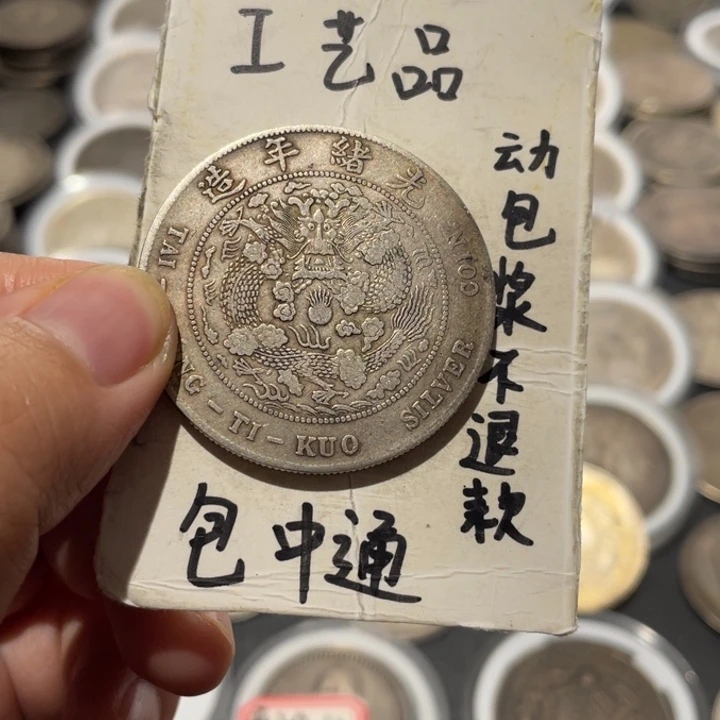 工艺品
造年緒光
TAI - NG - TI - KUO SILVER COIN
动包浆不退款
包中通